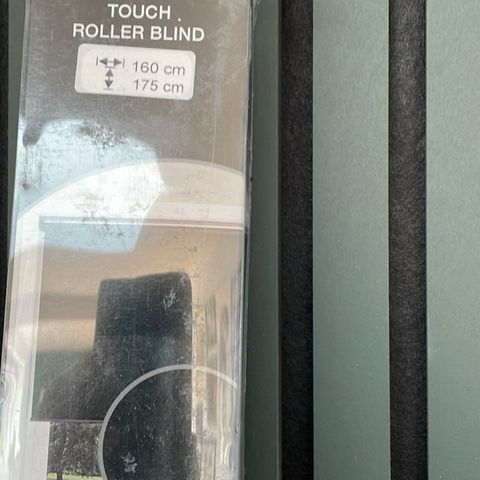 TOUCH
ROLLER BLIND
160 cm
175 cm